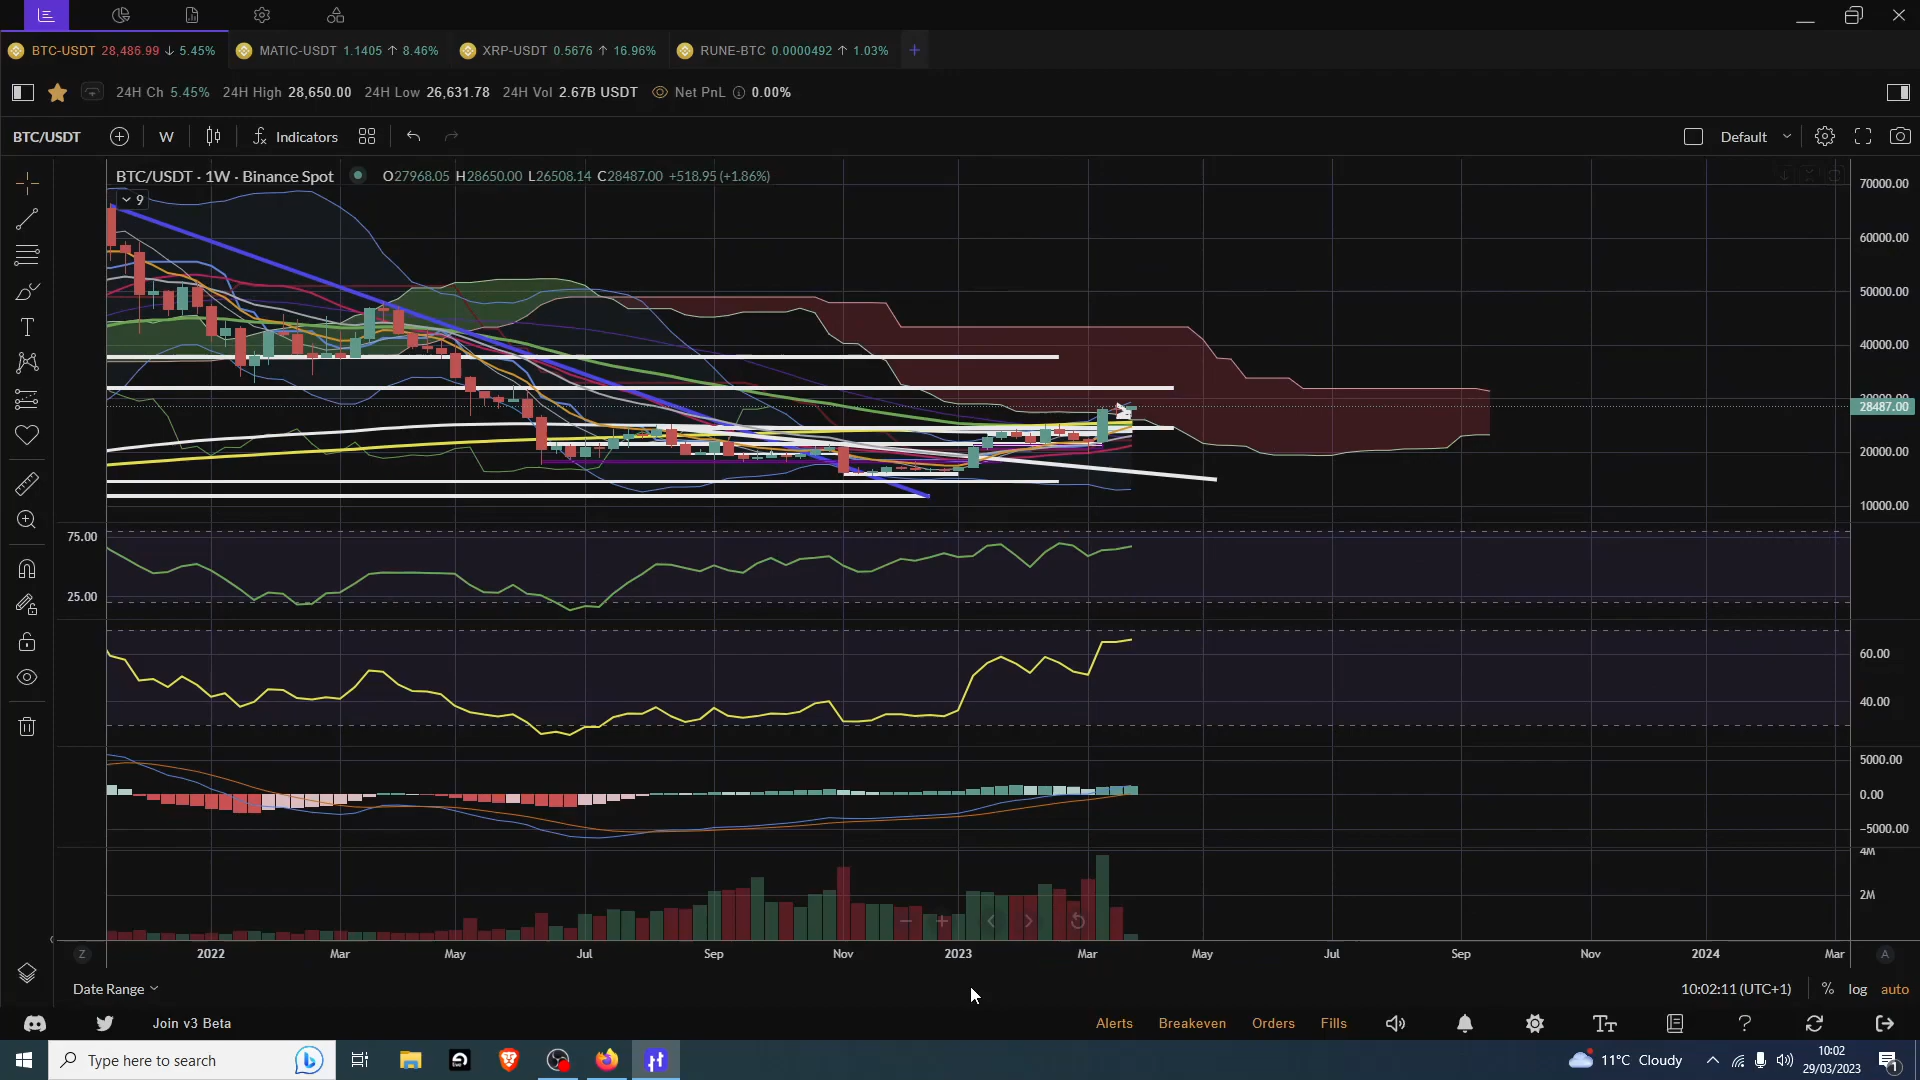 BTC-USDT 28,486.99 ↓ 5.45% MATIC-USDT 1.1405 ↑ 8.46% XRP-USDT 0.5676 ↑ 16.96% RUNE-BTC 0.0000492 ↑ 1.03% +
24H Ch 5.45% 24H High 28,650.00 24H Low 26,631.78 24H Vol 2.67B USDT Net PnL 0.00%
BTC/USDT W Indicators Default
BTC/USDT · 1W · Binance Spot O27968.05 H28650.00 L26508.14 C28487.00 +518.95 (+1.86%)
9
70000.00
60000.00
50000.00
40000.00
28487.00
20000.00
10000.00
75.00
25.00
60.00
40.00
5000.00
0.00
−5000.00
4M
2M
Z 2022 Mar May Jul Sep Nov 2023 Mar May Jul Sep Nov 2024 Mar A
Date Range 10:02:11 (UTC+1) % log auto
Join v3 Beta Alerts Breakeven Orders Fills
Type here to search 11°C Cloudy 10:02
29/03/2023 1